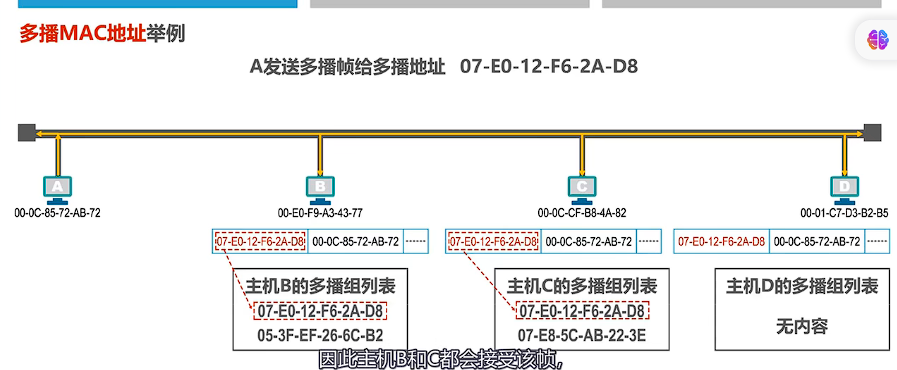 多播MAC地址举例
A发送多播帧给多播地址 07-E0-12-F6-2A-D8
A
B
C
D
00-0C-85-72-AB-72
00-E0-F9-A3-43-77
00-0C-CF-B8-4A-82
00-01-C7-D3-B2-B5
07-E0-12-F6-2A-D8 00-0C-85-72-AB-72 ------
07-E0-12-F6-2A-D8 00-0C-85-72-AB-72 ------
07-E0-12-F6-2A-D8 00-0C-85-72-AB-72 ------
主机B的多播组列表
07-E0-12-F6-2A-D8
05-3F-EF-26-6C-B2
主机C的多播组列表
07-E0-12-F6-2A-D8
07-E8-5C-AB-22-3E
主机D的多播组列表
无内容
因此主机B和C都会接受该帧,